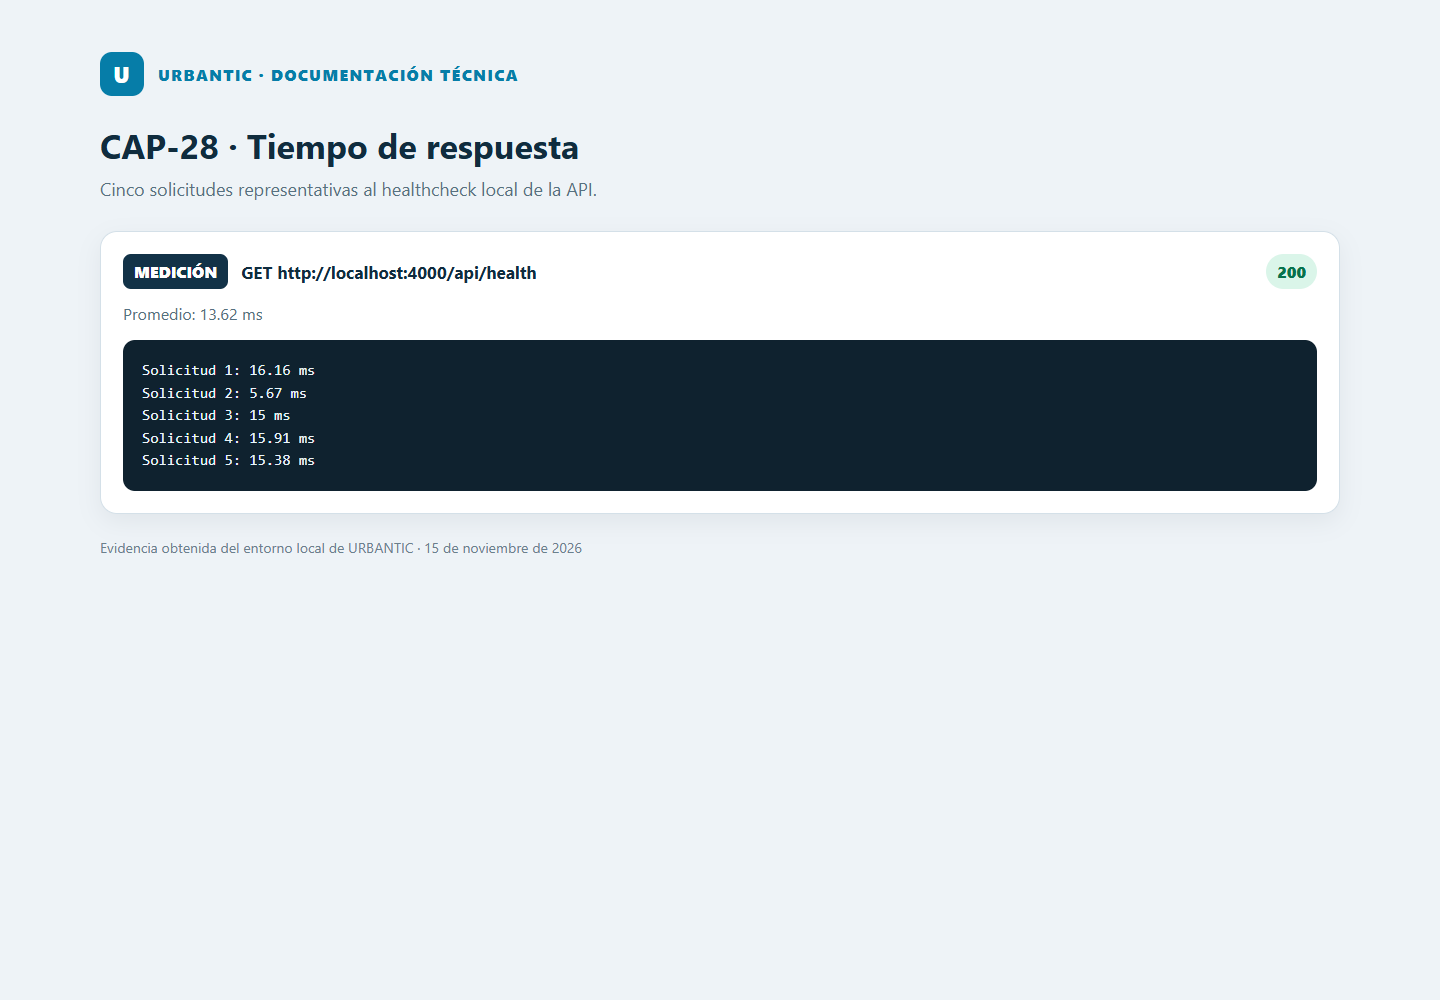 U
URBANTIC · DOCUMENTACIÓN TÉCNICA
CAP-28 · Tiempo de respuesta
Cinco solicitudes representativas al healthcheck local de la API.
MEDICIÓN GET http://localhost:4000/api/health 200
Promedio: 13.62 ms
Solicitud 1: 16.16 ms
Solicitud 2: 5.67 ms
Solicitud 3: 15 ms
Solicitud 4: 15.91 ms
Solicitud 5: 15.38 ms
Evidencia obtenida del entorno local de URBANTIC · 15 de noviembre de 2026